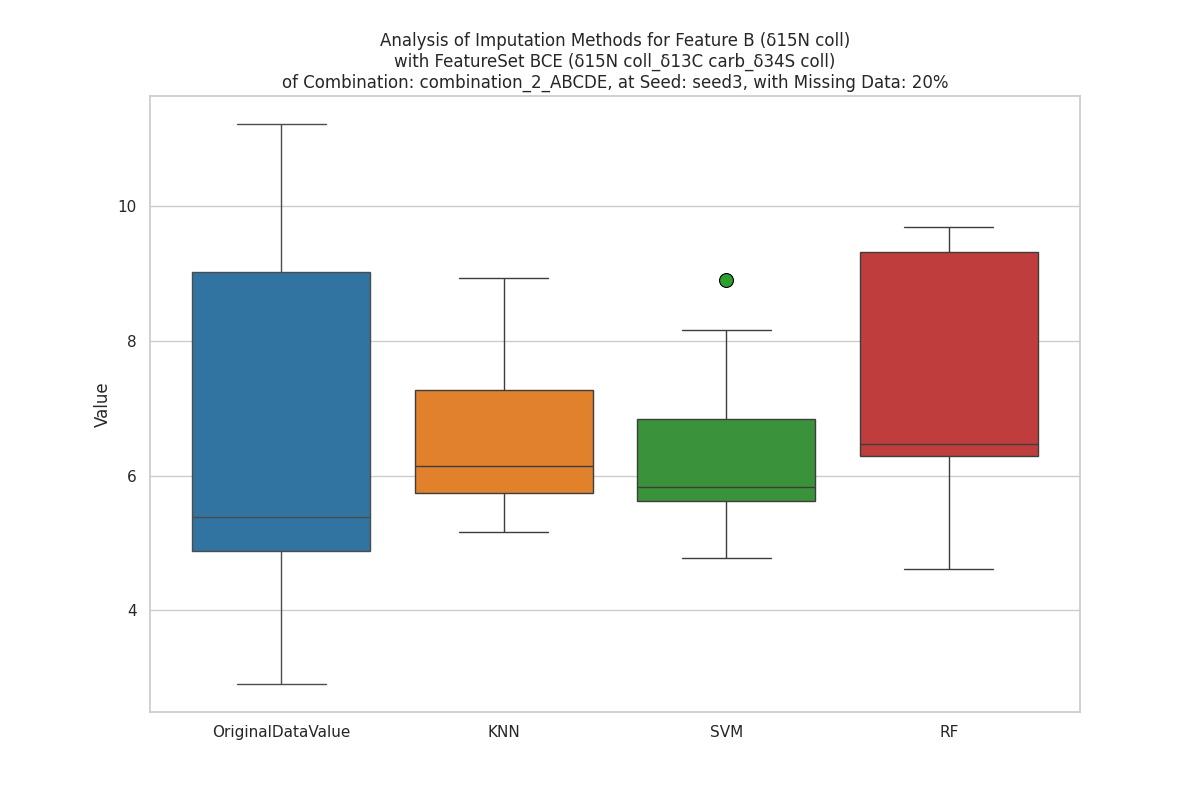 Analysis of Imputation Methods for Feature B (δ15N coll)
with FeatureSet BCE (δ15N coll_δ13C carb_δ34S coll)
of Combination: combination_2_ABCDE, at Seed: seed3, with Missing Data: 20%
10
8
6
4
Value
OriginalDataValue
KNN
SVM
RF